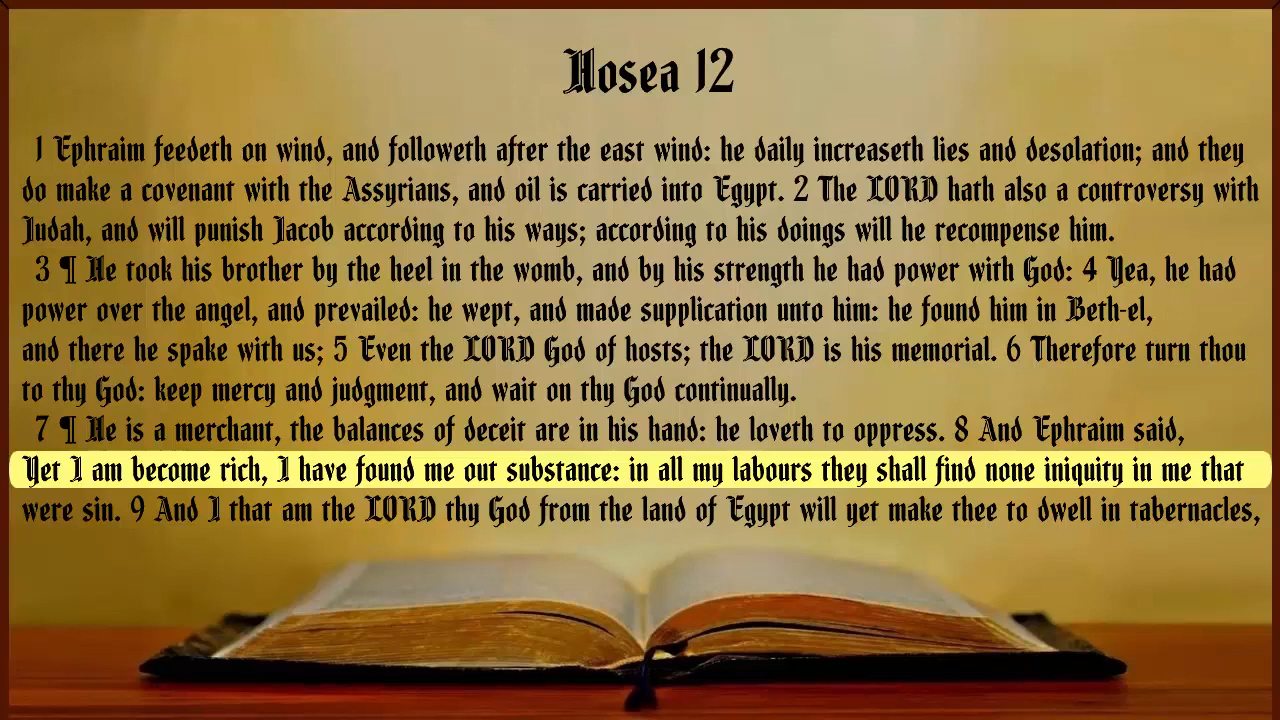 Hosea 12
1 Ephraim feedeth on wind, and followeth after the east wind: he daily increaseth lies and desolation; and they
do make a covenant with the Assyrians, and oil is carried into Egypt. 2 The LORD hath also a controversy with
Judah, and will punish Jacob according to his ways; according to his doings will he recompense him.
3 ¶ He took his brother by the heel in the womb, and by his strength he had power with God: 4 Yea, he had
power over the angel, and prevailed: he wept, and made supplication unto him: he found him in Beth-el,
and there he spake with us; 5 Even the LORD God of hosts; the LORD is his memorial. 6 Therefore turn thou
to thy God: keep mercy and judgment, and wait on thy God continually.
7 ¶ He is a merchant, the balances of deceit are in his hand: he loveth to oppress. 8 And Ephraim said,
Yet I am become rich, I have found me out substance: in all my labours they shall find none iniquity in me that
were sin. 9 And I that am the LORD thy God from the land of Egypt will yet make thee to dwell in tabernacles,